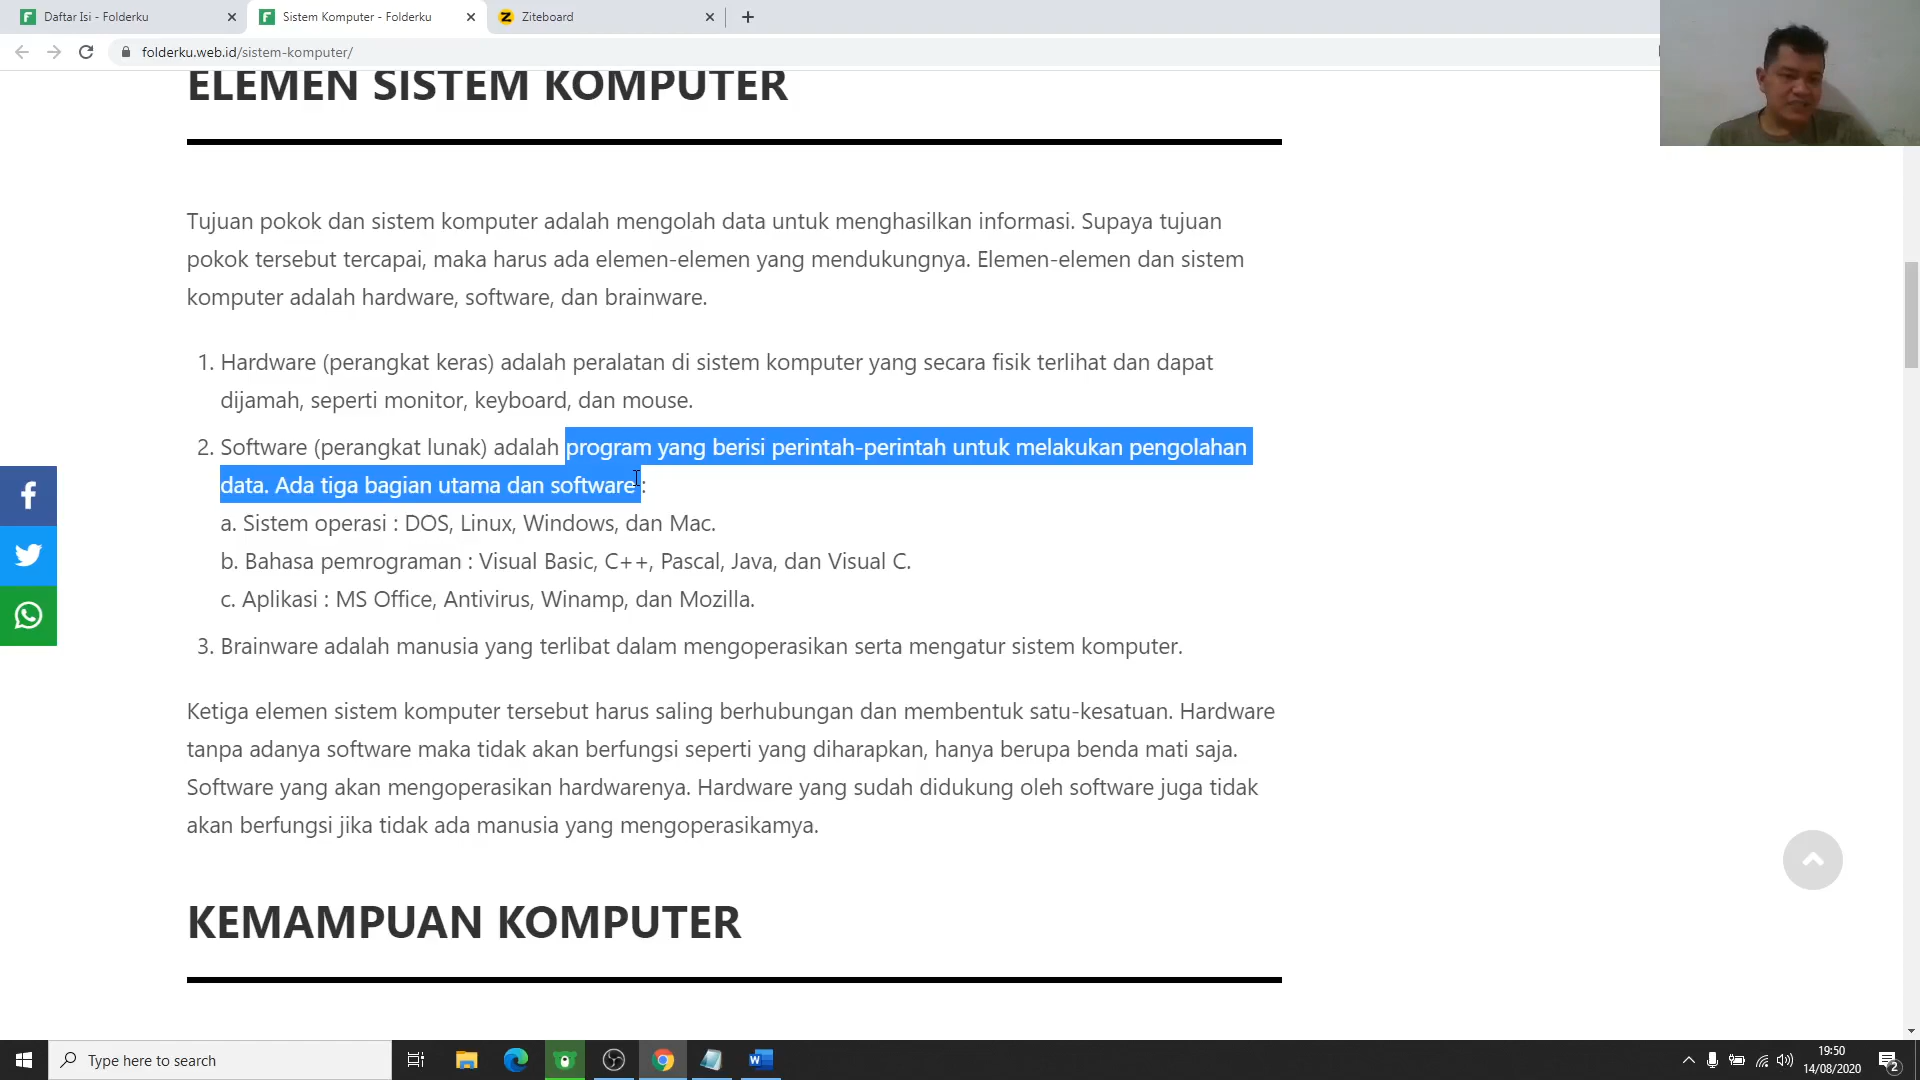 Daftar Isi - Folderku
Sistem Komputer - Folderku
Ziteboard
folderku.web.id/sistem-komputer/
ELEMEN SISTEM KOMPUTER
Tujuan pokok dan sistem komputer adalah mengolah data untuk menghasilkan informasi. Supaya tujuan
pokok tersebut tercapai, maka harus ada elemen-elemen yang mendukungnya. Elemen-elemen dan sistem
komputer adalah hardware, software, dan brainware.
1. Hardware (perangkat keras) adalah peralatan di sistem komputer yang secara fisik terlihat dan dapat
dijamah, seperti monitor, keyboard, dan mouse.
2. Software (perangkat lunak) adalah program yang berisi perintah-perintah untuk melakukan pengolahan
data. Ada tiga bagian utama dan software :
a. Sistem operasi : DOS, Linux, Windows, dan Mac.
b. Bahasa pemrograman : Visual Basic, C++, Pascal, Java, dan Visual C.
c. Aplikasi : MS Office, Antivirus, Winamp, dan Mozilla.
3. Brainware adalah manusia yang terlibat dalam mengoperasikan serta mengatur sistem komputer.
Ketiga elemen sistem komputer tersebut harus saling berhubungan dan membentuk satu-kesatuan. Hardware
tanpa adanya software maka tidak akan berfungsi seperti yang diharapkan, hanya berupa benda mati saja.
Software yang akan mengoperasikan hardwarenya. Hardware yang sudah didukung oleh software juga tidak
akan berfungsi jika tidak ada manusia yang mengoperasikamya.
KEMAMPUAN KOMPUTER
Type here to search
19:50
14/08/2020
2